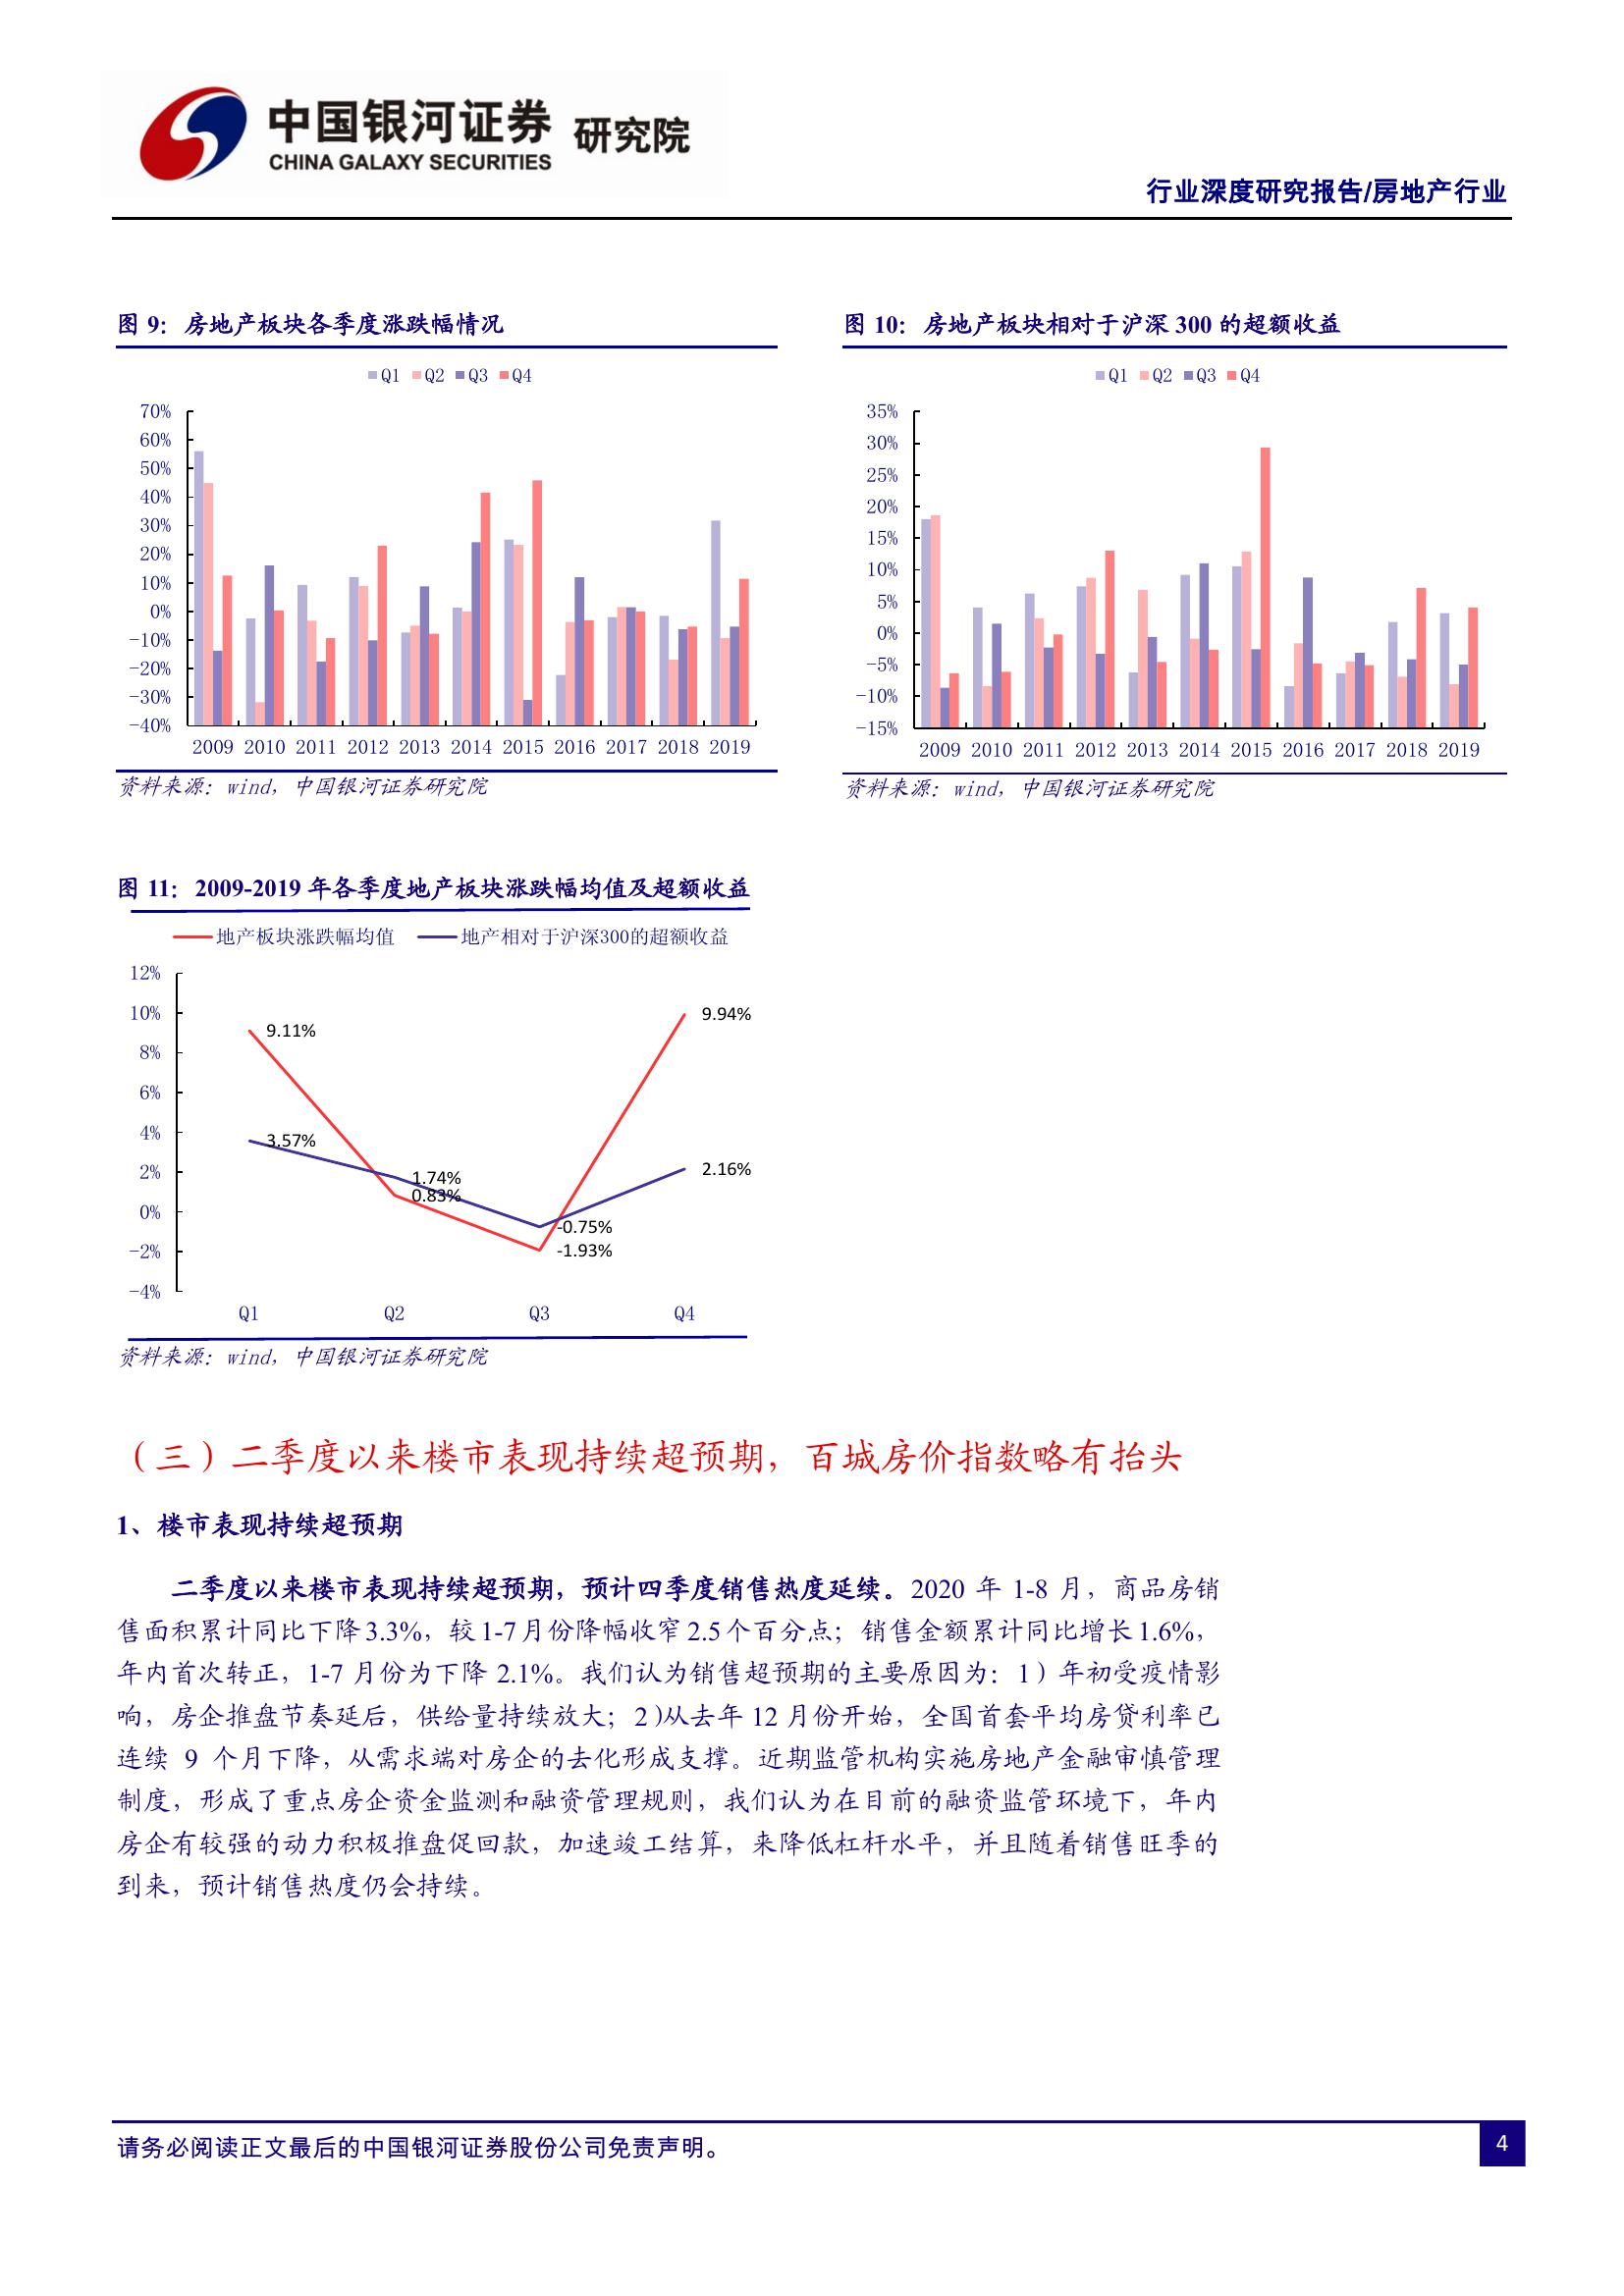 中国银河证券 研究院
CHINA GALAXY SECURITIES
行业深度研究报告/房地产行业
图 9：房地产板块各季度涨跌幅情况
Q1 Q2 Q3 Q4
70%
60%
50%
40%
30%
20%
10%
0%
-10%
-20%
-30%
-40%
2009 2010 2011 2012 2013 2014 2015 2016 2017 2018 2019
资料来源：wind，中国银河证券研究院
图 10：房地产板块相对于沪深 300 的超额收益
Q1 Q2 Q3 Q4
35%
30%
25%
20%
15%
10%
5%
0%
-5%
-10%
-15%
2009 2010 2011 2012 2013 2014 2015 2016 2017 2018 2019
资料来源：wind，中国银河证券研究院
图 11：2009-2019 年各季度地产板块涨跌幅均值及超额收益
地产板块涨跌幅均值 地产相对于沪深300的超额收益
12%
10%
8%
6%
4%
2%
0%
-2%
-4%
9.11%
3.57%
1.74%
0.83%
-0.75%
-1.93%
9.94%
2.16%
Q1 Q2 Q3 Q4
资料来源：wind，中国银河证券研究院
（三）二季度以来楼市表现持续超预期，百城房价指数略有抬头
1、楼市表现持续超预期
二季度以来楼市表现持续超预期，预计四季度销售热度延续。2020 年 1-8 月，商品房销
售面积累计同比下降 3.3%，较 1-7 月份降幅收窄 2.5 个百分点；销售金额累计同比增长 1.6%，
年内首次转正，1-7 月份为下降 2.1%。我们认为销售超预期的主要原因为：1）年初受疫情影
响，房企推盘节奏延后，供给量持续放大；2）从去年 12 月份开始，全国首套平均房贷利率已
连续 9 个月下降，从需求端对房企的去化形成支撑。近期监管机构实施房地产金融审慎管理
制度，形成了重点房企资金监测和融资管理规则，我们认为在目前的融资监管环境下，年内
房企有较强的动力积极推盘促回款，加速竣工结算，来降低杠杆水平，并且随着销售旺季的
到来，预计销售热度仍会持续。
请务必阅读正文最后的中国银河证券股份公司免责声明。
4